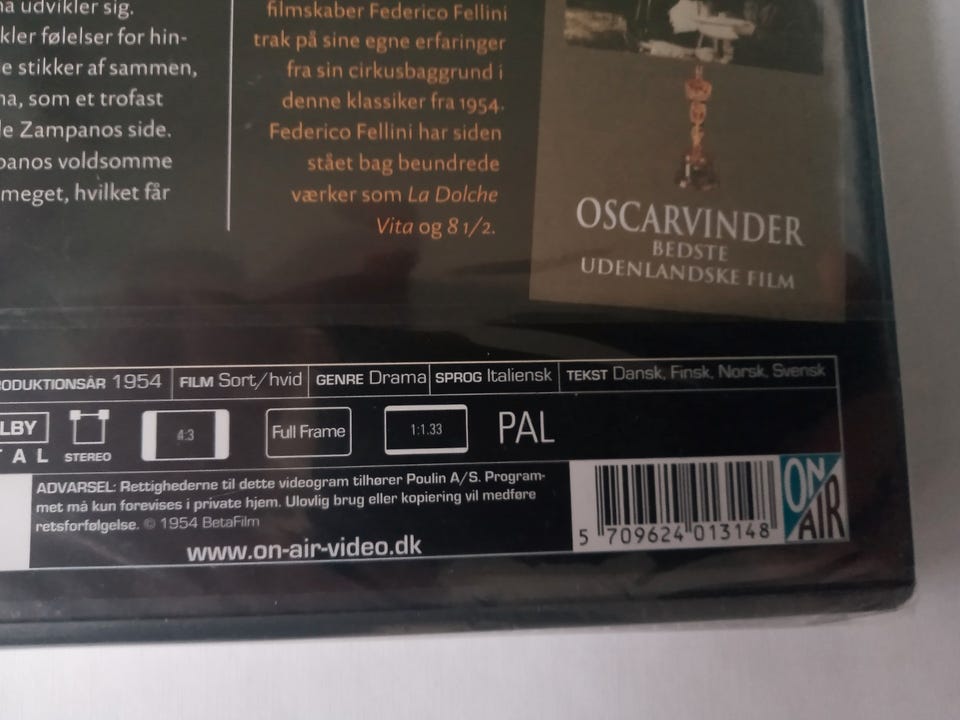 udvikler sig.
følelser for hin-
stikker af sammen,
som et trofast
Zampanos side.
voldsomme
meget, hvilket får
filmskaber Federico Fellini
trak på sine egne erfaringer
fra sin cirkusbaggrund i
denne klassiker fra 1954.
Federico Fellini har siden
stået bag beundrede
værker som La Dolche
Vita og 8 1/2.
OSCARVINDER
BEDSTE
UDENLANDSKE FILM
ODUKTIONSÅR 1954 FILM Sort/hvid GENRE Drama SPROG Italiensk TEKST Dansk, Finsk, Norsk, Svensk
LBY
TAL
STEREO
4:3
Full Frame
1:1.33
PAL
ADVARSEL: Rettighederne til dette videogram tilhører Poulin A/S. Program-
met må kun forevises i private hjem. Ulovlig brug eller kopiering vil medføre
retsforfølgelse. © 1954 BetaFilm
www.on-air-video.dk
5 709624 013148
ON
AIR